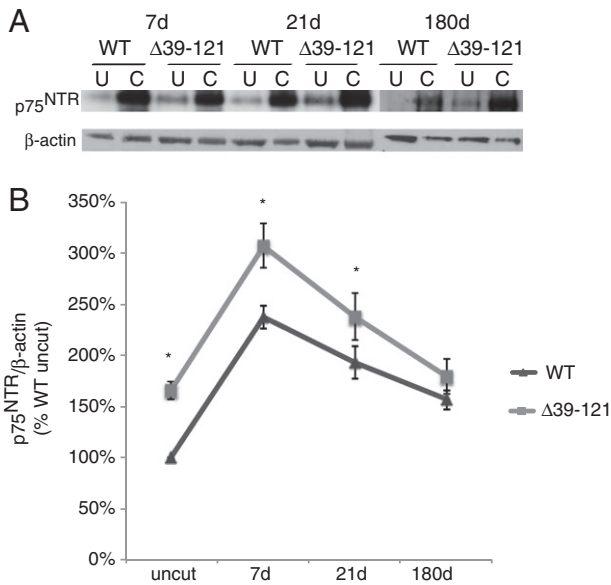 A
7d 21d 180d
WT Δ39-121 WT Δ39-121 WT Δ39-121
U C U C U C U C U C U C
p75NTR
β-actin
B
350%
300%
250%
200%
150%
100%
50%
0%
p75NTR/β-actin
(% WT uncut)
* * *
uncut 7d 21d 180d
WT
Δ39-121